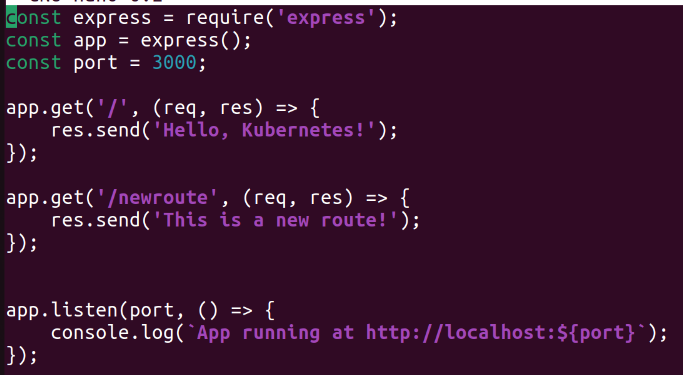 const express = require('express');
const app = express();
const port = 3000;
app.get('/', (req, res) => {
    res.send('Hello, Kubernetes!');
});
app.get('/newroute', (req, res) => {
    res.send('This is a new route!');
});
app.listen(port, () => {
    console.log(`App running at http://localhost:${port}`);
});